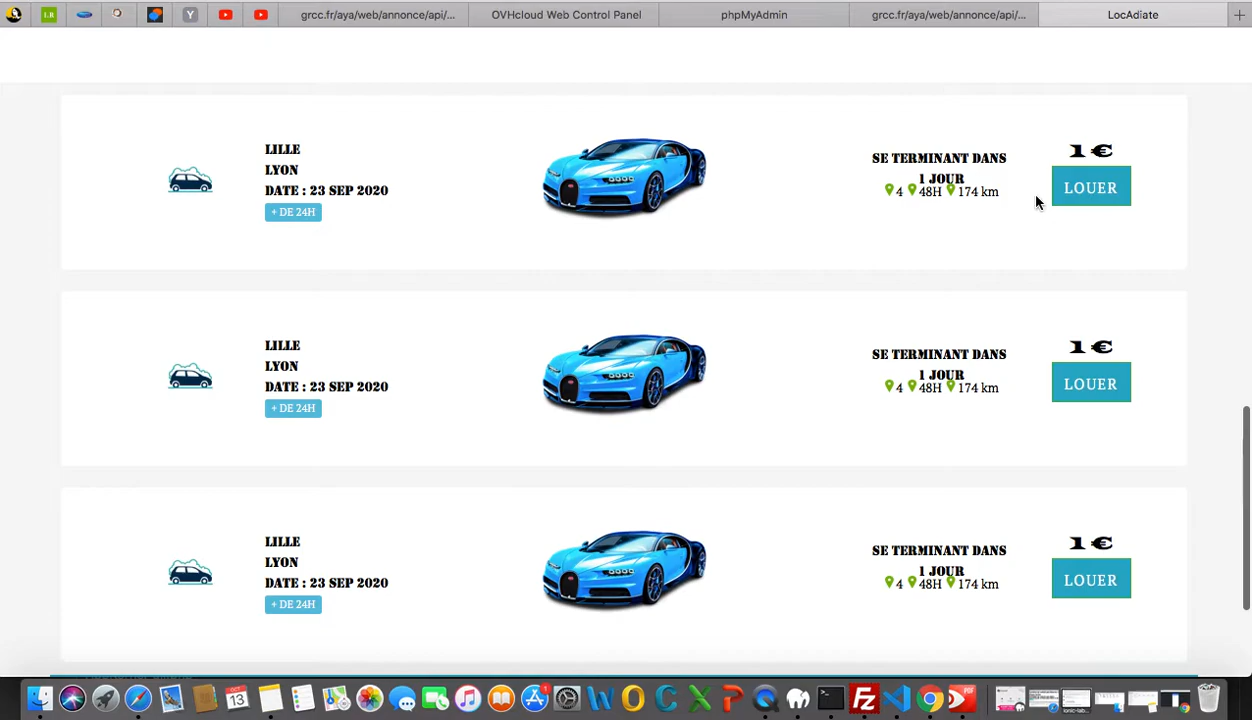 grcc.fr/aya/web/annonce/api/...
OVHcloud Web Control Panel
phpMyAdmin
grcc.fr/aya/web/annonce/api/...
LocAdiate
LILLE
LYON
DATE : 23 SEP 2020
+ DE 24H
SE TERMINANT DANS
1 JOUR
4 48H 174 km
1 €
LOUER
LILLE
LYON
DATE : 23 SEP 2020
+ DE 24H
SE TERMINANT DANS
1 JOUR
4 48H 174 km
1 €
LOUER
LILLE
LYON
DATE : 23 SEP 2020
+ DE 24H
SE TERMINANT DANS
1 JOUR
4 48H 174 km
1 €
LOUER
OCT
13